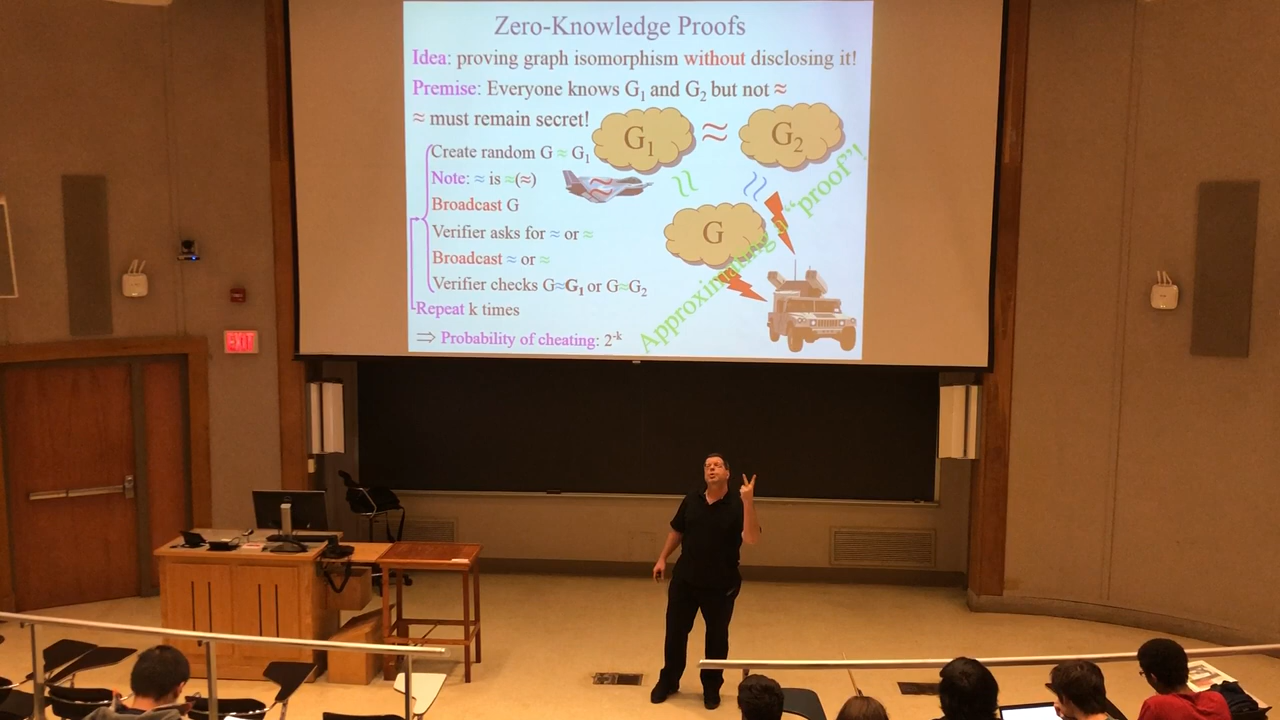 Zero-Knowledge Proofs
Idea: proving graph isomorphism without disclosing it!
Premise: Everyone knows G₁ and G₂ but not ≈
≈ must remain secret!
Create random G ≈ G₁
Note: ≈ is ≈(≈)
Broadcast G
Verifier asks for ≈ or ≈
Broadcast ≈ or ≈
Verifier checks G≈G₁ or G≈G₂
Repeat k times
⇒ Probability of cheating: 2⁻ᵏ
G₁ ≈ G₂
≈
≈ ≈
G
Approximating a “proof”!
EXIT